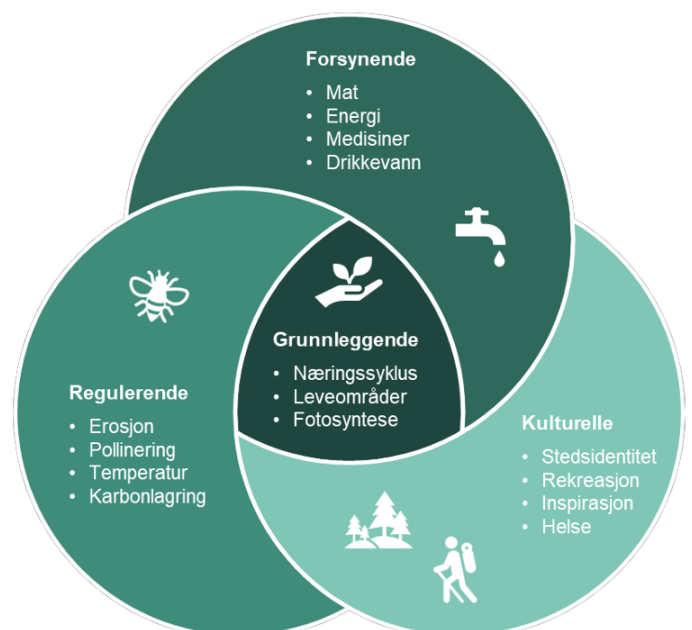 Forsynende
• Mat
• Energi
• Medisiner
• Drikkevann
Grunnleggende
• Næringssyklus
• Leveområder
• Fotosyntese
Regulerende
• Erosjon
• Pollinering
• Temperatur
• Karbonlagring
Kulturelle
• Stedsidentitet
• Rekreasjon
• Inspirasjon
• Helse